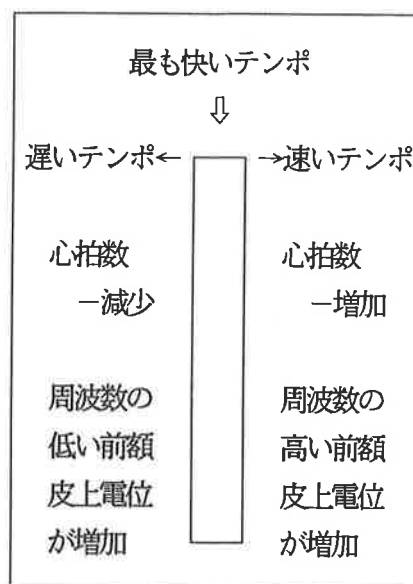 最も快いテンポ
⇩
遅いテンポ← →速いテンポ
心拍数
－減少
心拍数
－増加
周波数の
低い前額
皮上電位
が増加
周波数の
高い前額
皮上電位
が増加